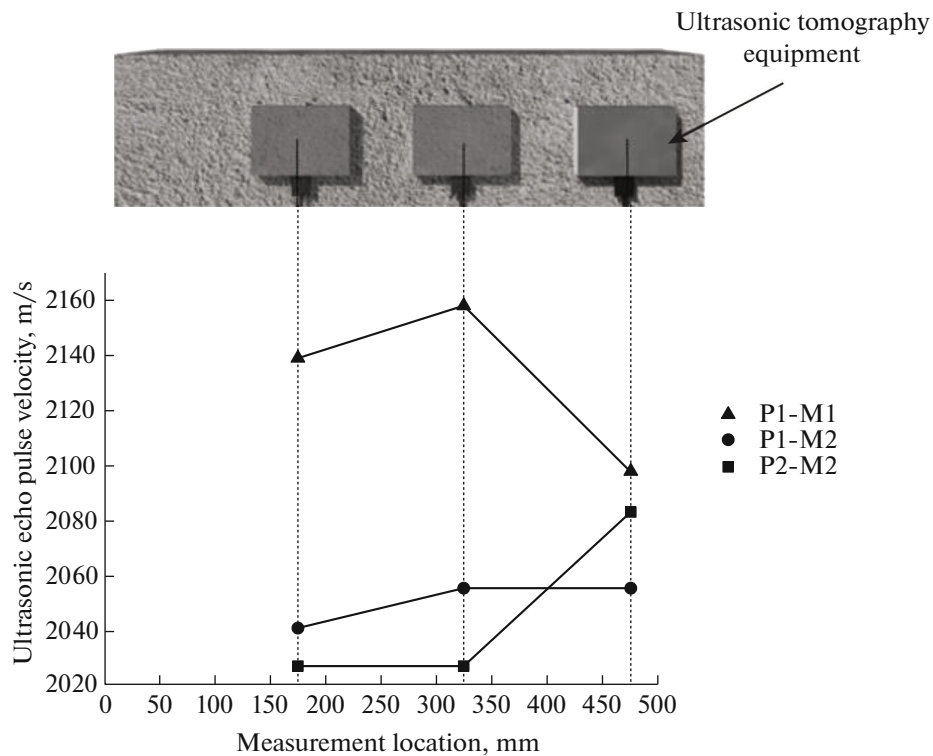 Ultrasonic tomography
equipment
Ultrasonic echo pulse velocity, m/s
2160
2140
2120
2100
2080
2060
2040
2020
0 50 100 150 200 250 300 350 400 450 500
Measurement location, mm
P1-M1
P1-M2
P2-M2